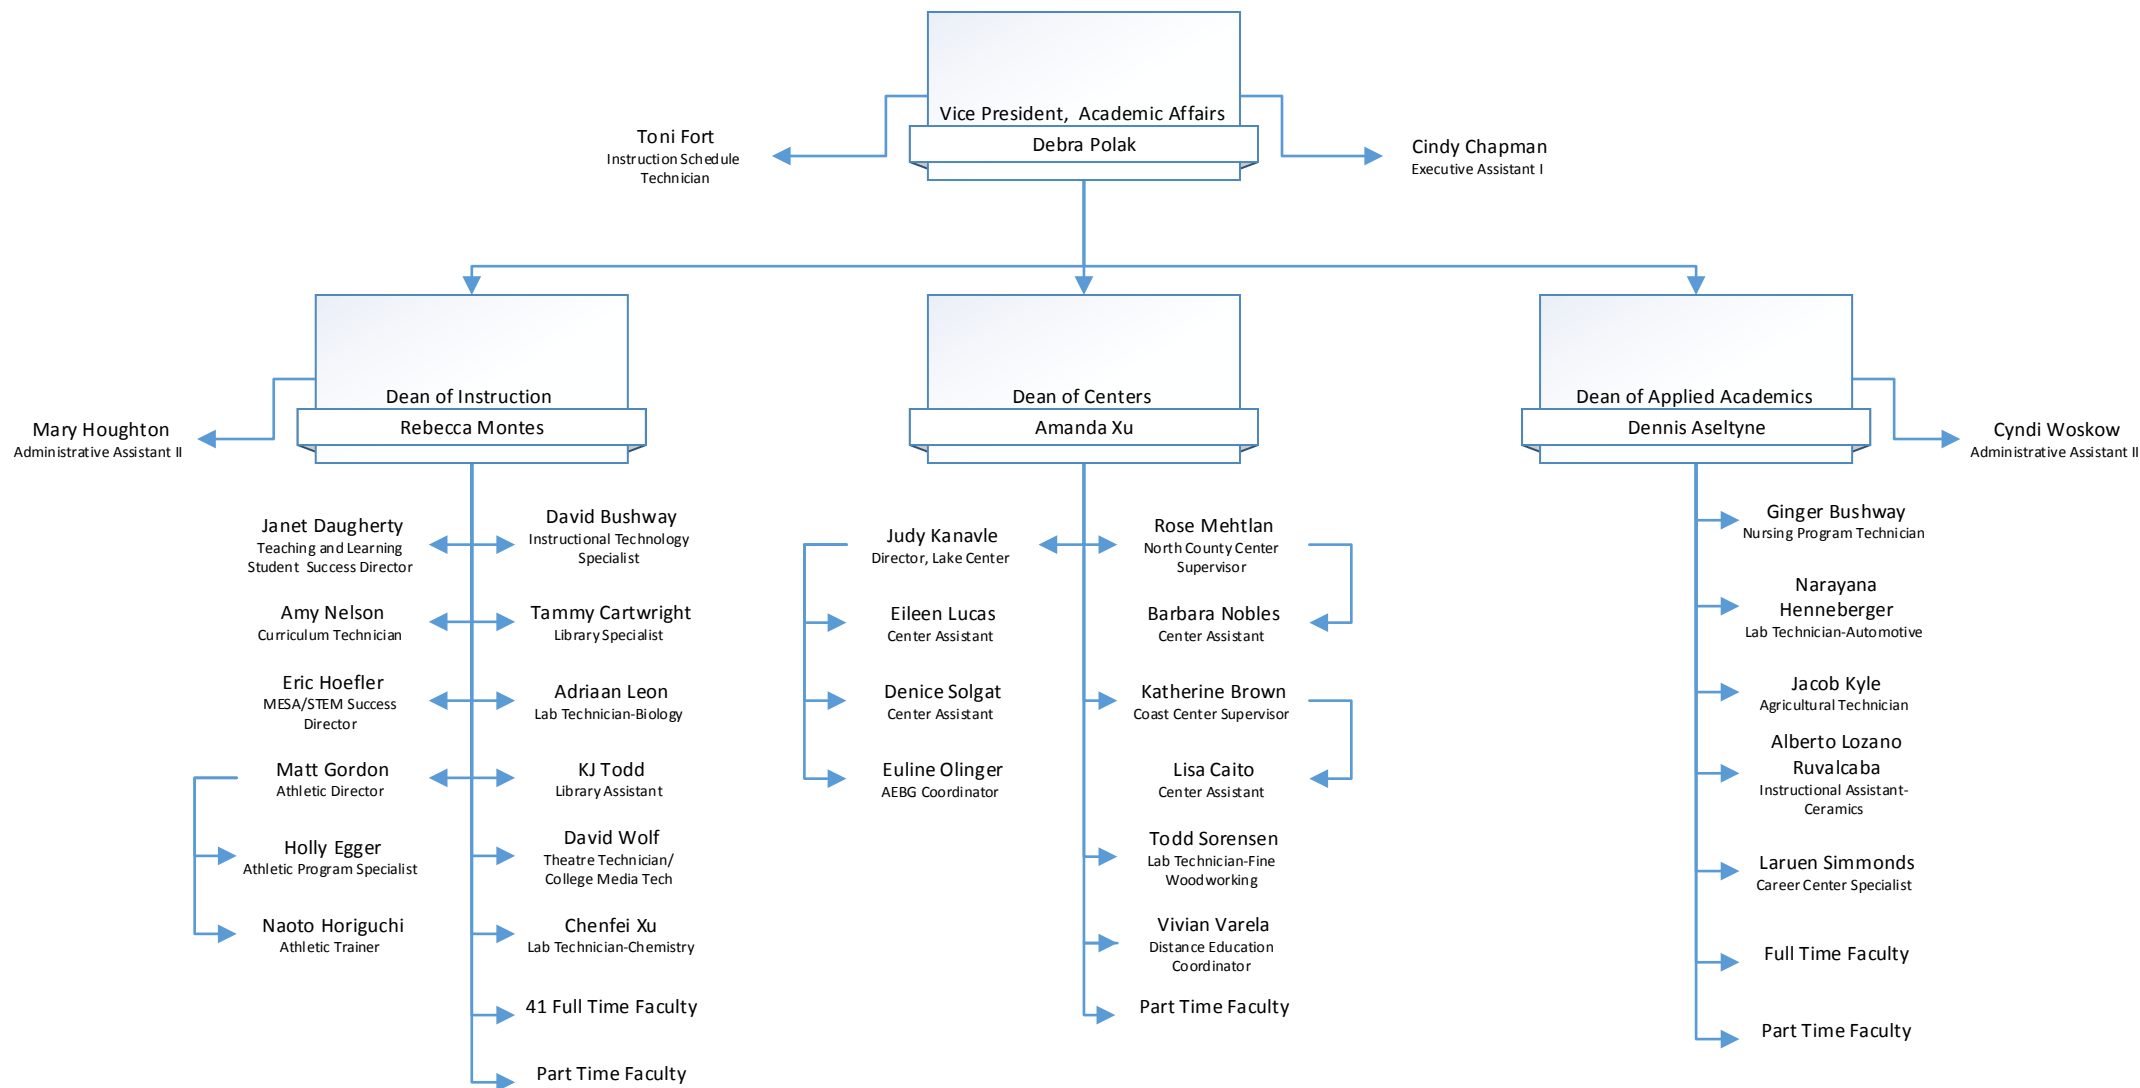 Vice President, Academic Affairs
Debra Polak
Toni Fort
Instruction Schedule
Technician
Cindy Chapman
Executive Assistant I
Dean of Instruction
Rebecca Montes
Mary Houghton
Administrative Assistant II
Janet Daugherty
Teaching and Learning
Student Success Director
Amy Nelson
Curriculum Technician
Eric Hoefler
MESA/STEM Success
Director
Matt Gordon
Athletic Director
Holly Egger
Athletic Program Specialist
Naoto Horiguchi
Athletic Trainer
David Bushway
Instructional Technology
Specialist
Tammy Cartwright
Library Specialist
Adriaan Leon
Lab Technician-Biology
KJ Todd
Library Assistant
David Wolf
Theatre Technician/
College Media Tech
Chenfei Xu
Lab Technician-Chemistry
41 Full Time Faculty
Part Time Faculty
Dean of Centers
Amanda Xu
Judy Kanavle
Director, Lake Center
Eileen Lucas
Center Assistant
Denice Solgat
Center Assistant
Euline Olinger
AEBG Coordinator
Rose Mehtlan
North County Center
Supervisor
Barbara Nobles
Center Assistant
Katherine Brown
Coast Center Supervisor
Lisa Caito
Center Assistant
Todd Sorensen
Lab Technician-Fine
Woodworking
Vivian Varela
Distance Education
Coordinator
Part Time Faculty
Dean of Applied Academics
Dennis Aseltyne
Cyndi Woskow
Administrative Assistant II
Ginger Bushway
Nursing Program Technician
Narayana
Henneberger
Lab Technician-Automotive
Jacob Kyle
Agricultural Technician
Alberto Lozano
Ruvalcaba
Instructional Assistant-
Ceramics
Laruen Simmonds
Career Center Specialist
Full Time Faculty
Part Time Faculty